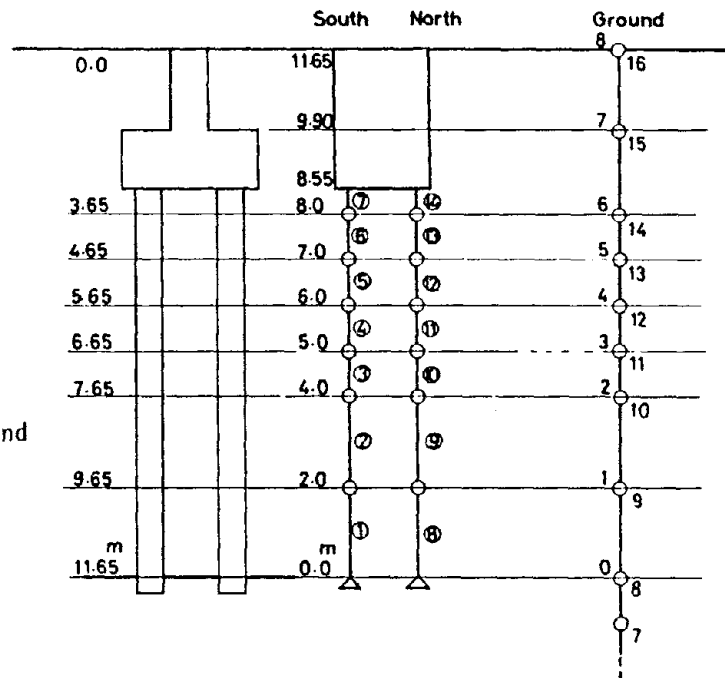 South North Ground
8
0.0 11.65 16
9.90 7
15
8.55
⑦ ⑭
3.65 8.0 6
⑥ ⑬ 14
4.65 7.0 5
⑤ ⑫ 13
5.65 6.0 4
④ ⑪ 12
6.65 5.0 3
③ ⑩ 11
7.65 4.0 2
10
nd ② ⑨
9.65 2.0 1
9
① ⑧
m m
11.65 0.0 0
8
7